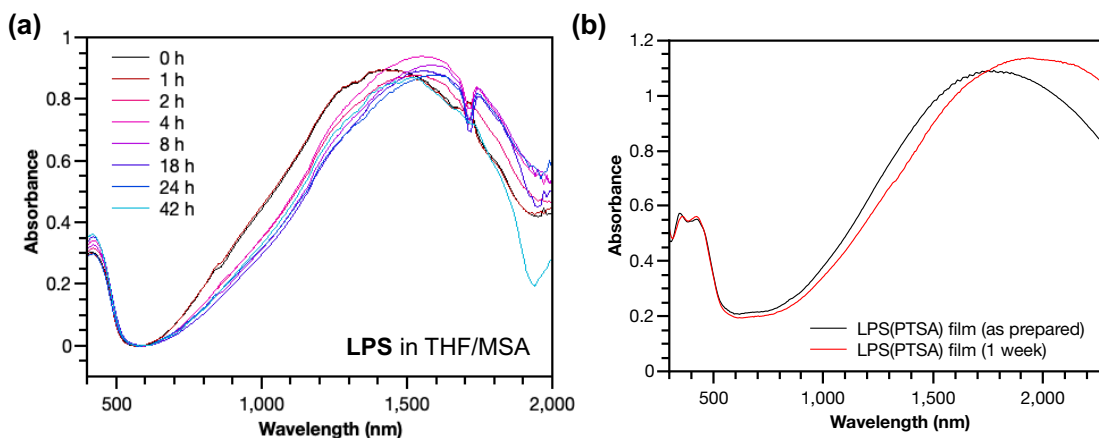 (a)
1
0.8
0.6
0.4
0.2
0
Absorbance
0 h
1 h
2 h
4 h
8 h
18 h
24 h
42 h
LPS in THF/MSA
500
1,000
1,500
2,000
Wavelength (nm)
(b)
1.2
1
0.8
0.6
0.4
0.2
0
Absorbance
LPS(PTSA) film (as prepared)
LPS(PTSA) film (1 week)
500
1,000
1,500
2,000
Wavelength (nm)